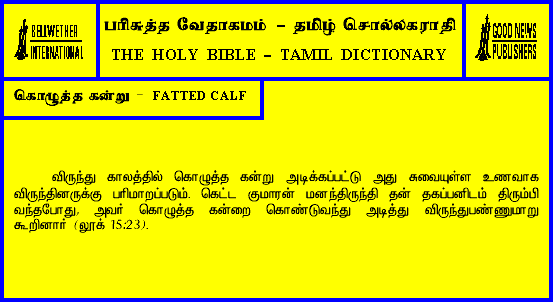 BELLWETHER
INTERNATIONAL
பரிசுத்த வேதாகமம் – தமிழ் சொல்லகராதி
THE HOLY BIBLE – TAMIL DICTIONARY
GOOD NEWS
PUBLISHERS
கொழுத்த கன்று – FATTED CALF
விருந்து காலத்தில் கொழுத்த கன்று அடிக்கப்பட்டு அது சுவையுள்ள உணவாக
விருந்தினருக்கு பரிமாறப்படும். கெட்ட குமாரன் மனந்திருந்தி தன் தகப்பனிடம் திரும்பி
வந்தபோது, அவர் கொழுத்த கன்றை கொண்டுவந்து அடித்து விருந்துபண்ணுமாறு
கூறினார் (லூக் 15:23).